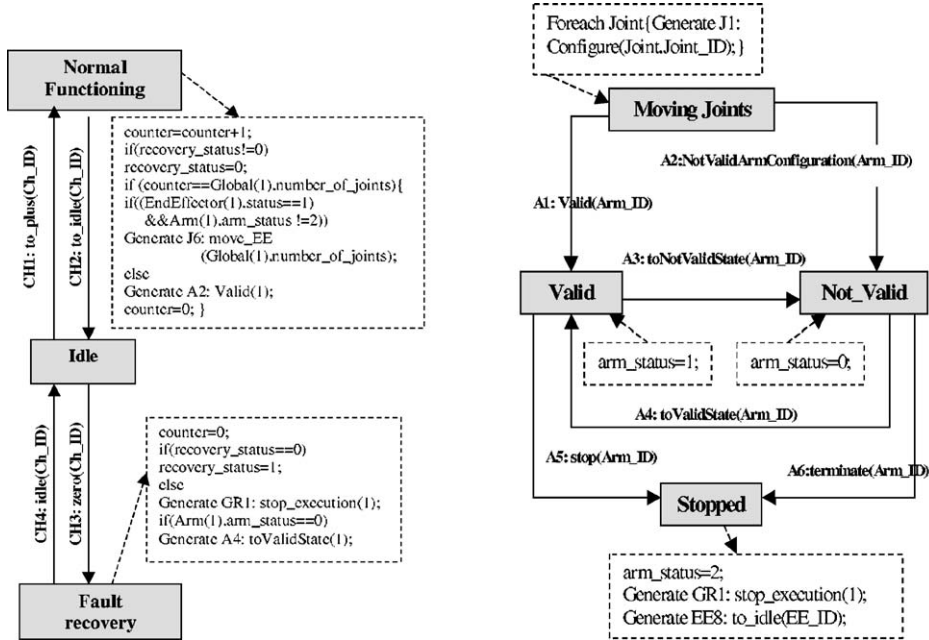 Normal
Functioning
counter=counter+1;
if(recovery_status!=0)
recovery_status=0;
if (counter==Global(1).number_of_joints){
if((EndEffector(1).status==1)
&&Arm(1).arm_status !=2))
Generate J6: move_EE
(Global(1).number_of_joints);
else
Generate A2: Valid(1);
counter=0; }
CH1: to_plus(Ch_ID)
CH2: to_idle(Ch_ID)
Idle
CH4: idle(Ch_ID)
CH3: zero(Ch_ID)
counter=0;
if(recovery_status==0)
recovery_status=1;
else
Generate GR1: stop_execution(1);
if(Arm(1).arm_status==0)
Generate A4: toValidState(1);
Fault
recovery
Foreach Joint{Generate J1:
Configure(Joint.Joint_ID); }
Moving Joints
A2:NotValidArmConfiguration(Arm_ID)
A1: Valid(Arm_ID)
A3: toNotValidState(Arm_ID)
Valid
Not_Valid
arm_status=1;
arm_status=0;
A4: toValidState(Arm_ID)
A5: stop(Arm_ID)
A6:terminate(Arm_ID)
Stopped
arm_status=2;
Generate GR1: stop_execution(1);
Generate EE8: to_idle(EE_ID);